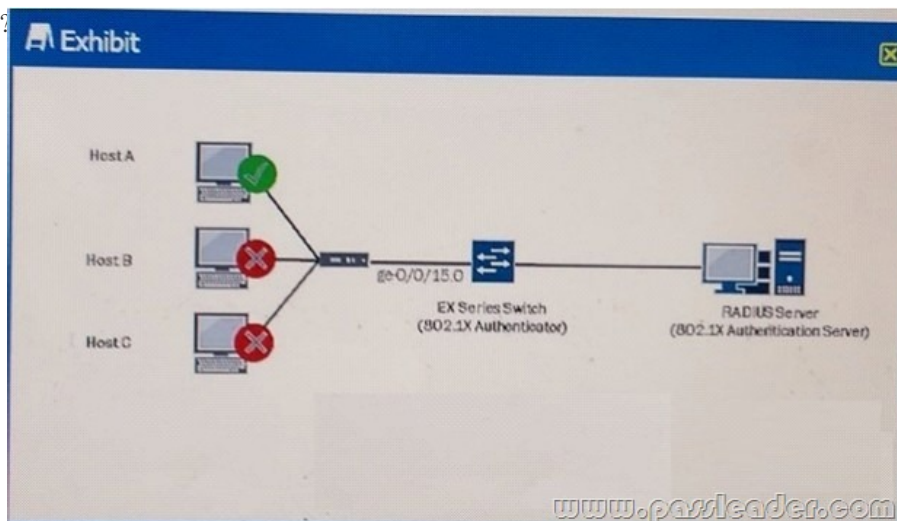 ?
Exhibit
Host A
Host B
Host C
ge-0/0/15.0
EX Series Switch
(802.1X Authenticator)
RADIUS Server
(802.1X Authentication Server)
www.passleader.com